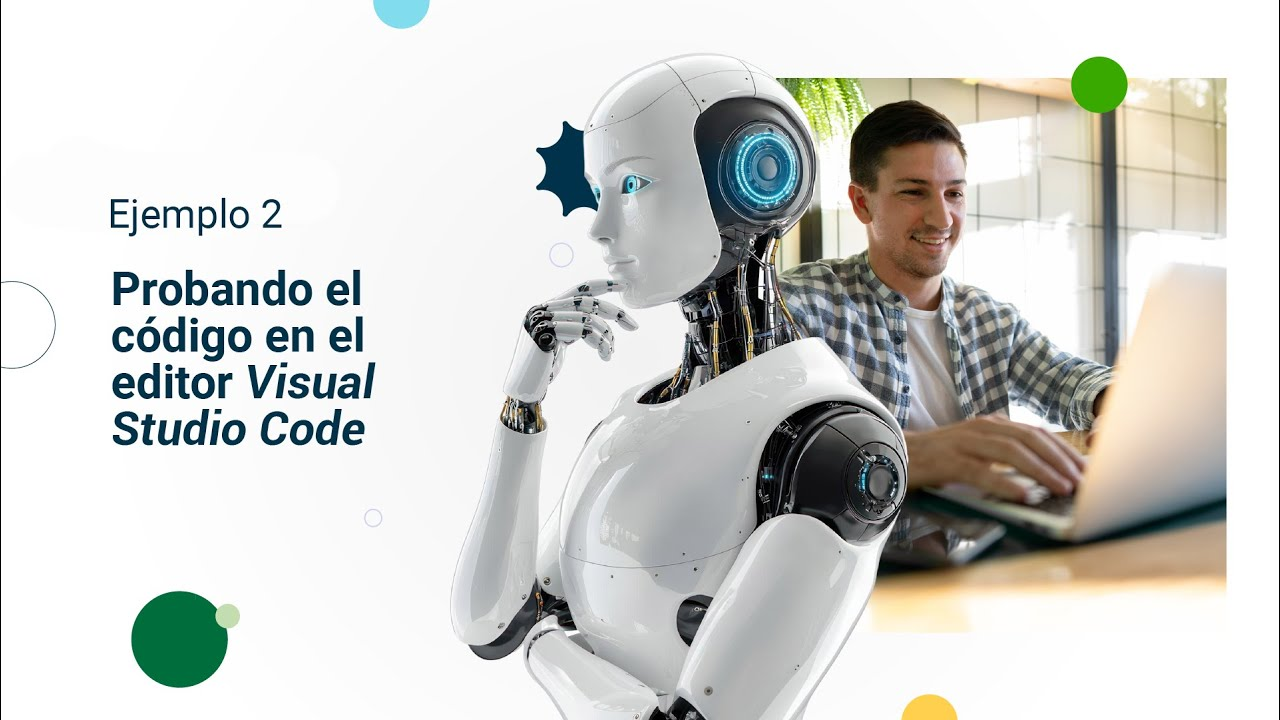 Ejemplo 2
Probando el
código en el
editor Visual
Studio Code